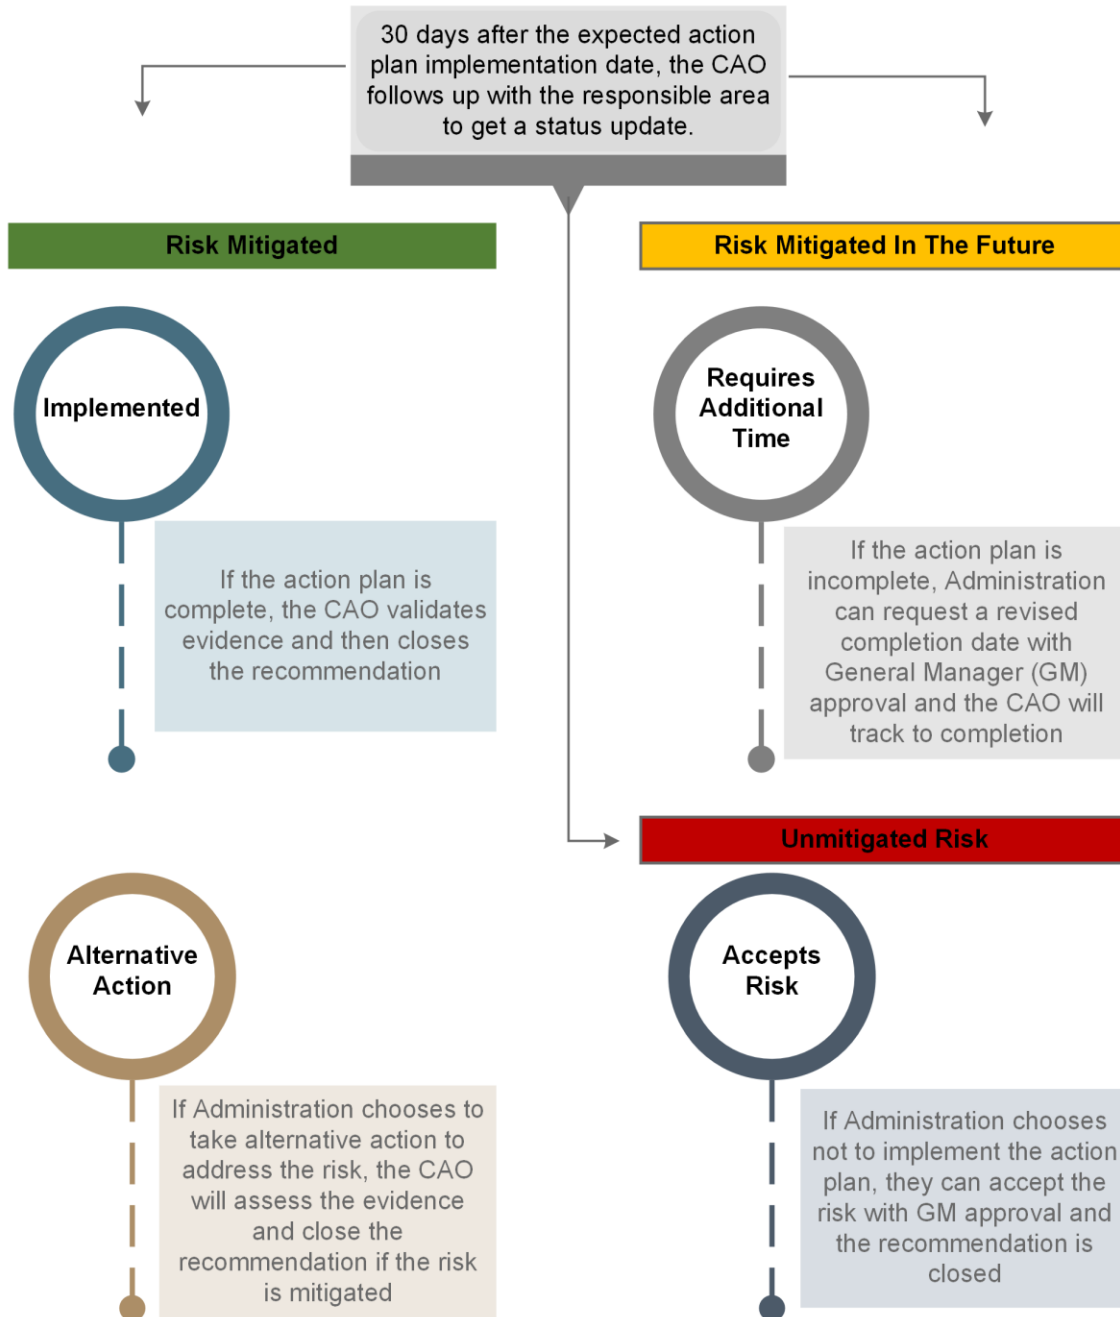 30 days after the expected action
plan implementation date, the CAO
follows up with the responsible area
to get a status update.
Risk Mitigated
Implemented
If the action plan is
complete, the CAO validates
evidence and then closes
the recommendation
Alternative
Action
If Administration chooses to
take alternative action to
address the risk, the CAO
will assess the evidence
and close the
recommendation if the risk
is mitigated
Risk Mitigated In The Future
Requires
Additional
Time
If the action plan is
incomplete, Administration
can request a revised
completion date with
General Manager (GM)
approval and the CAO will
track to completion
Unmitigated Risk
Accepts
Risk
If Administration chooses
not to implement the action
plan, they can accept the
risk with GM approval and
the recommendation is
closed